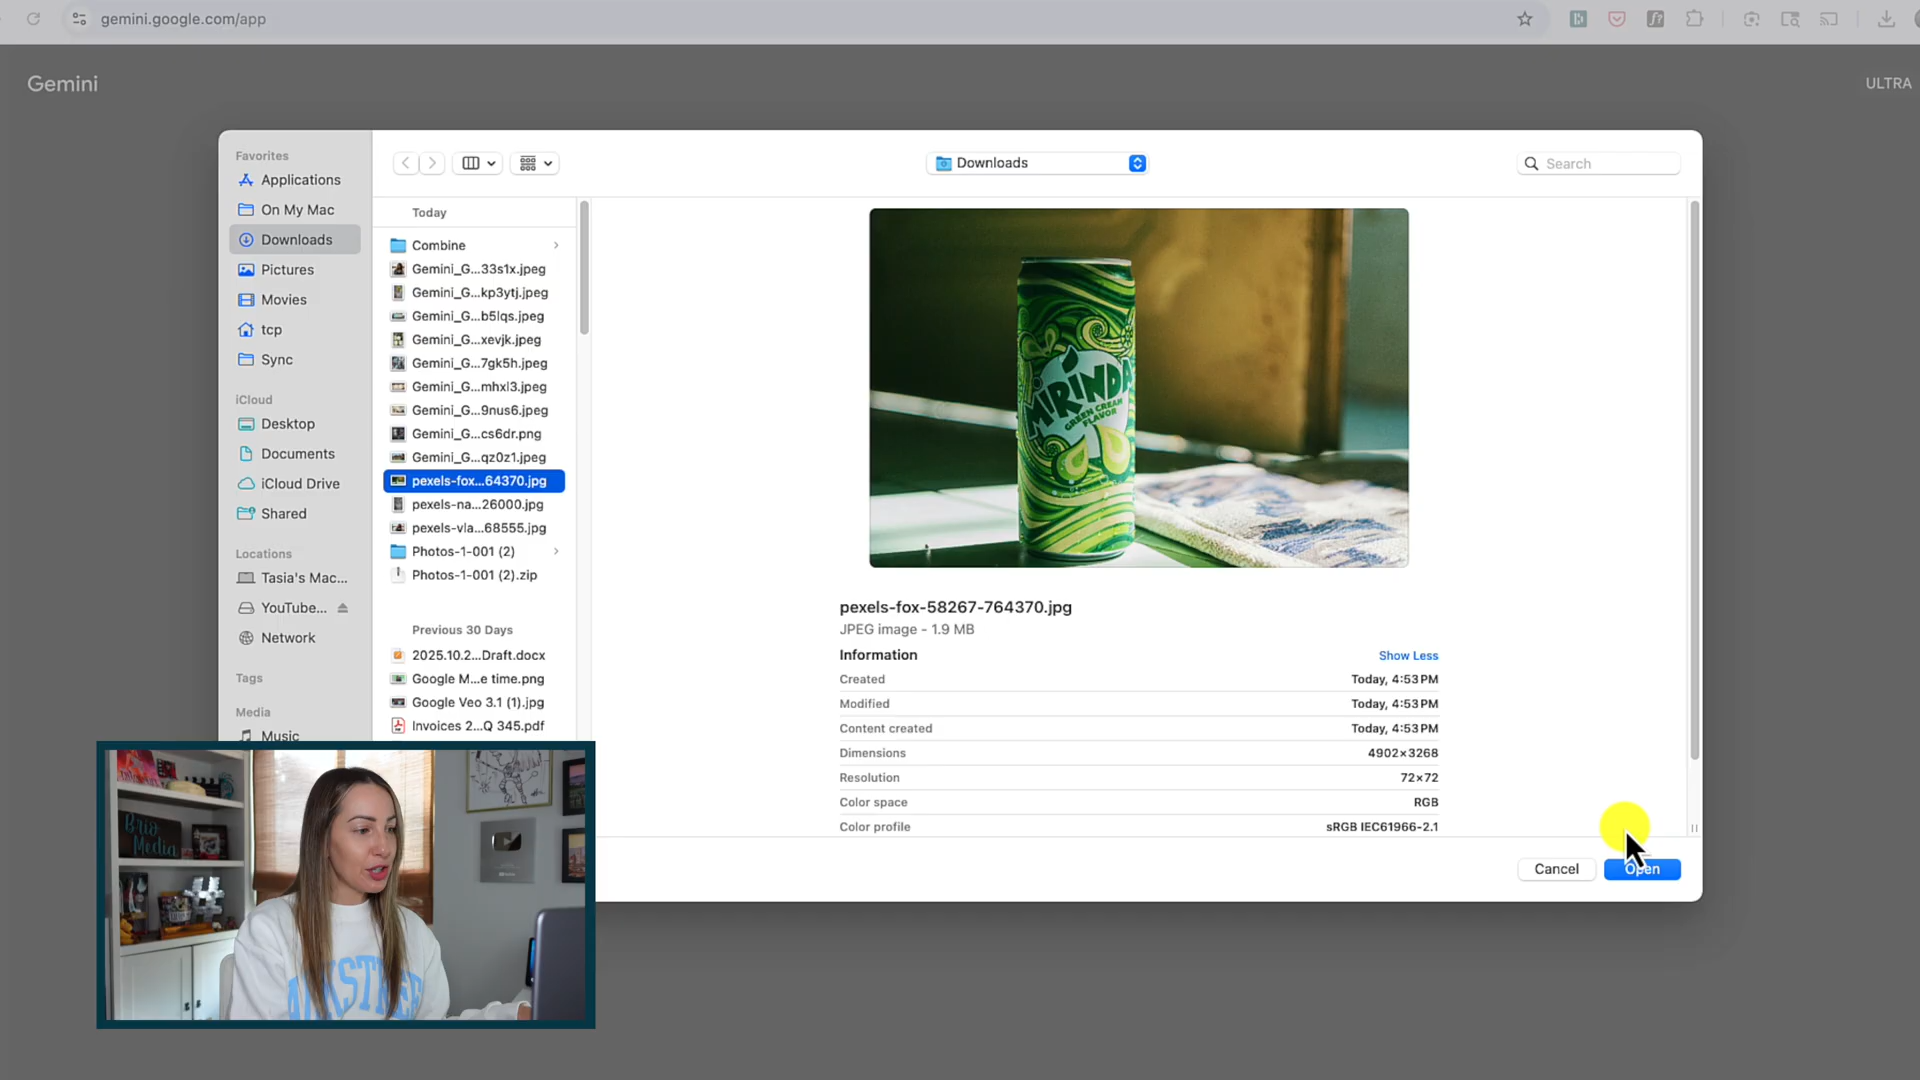 gemini.google.com/app
Gemini
ULTRA
Favorites
Applications
On My Mac
Downloads
Pictures
Movies
tcp
Sync
iCloud
Desktop
Documents
iCloud Drive
Shared
Locations
Tasia's Mac...
YouTube...
Network
Tags
Media
Music
Downloads
Search
Today
Combine
Gemini_G...33s1x.jpeg
Gemini_G...kp3ytj.jpeg
Gemini_G...b5lqs.jpeg
Gemini_G...xevjk.jpeg
Gemini_G...7gk5h.jpeg
Gemini_G...mhxl3.jpeg
Gemini_G...9nus6.jpeg
Gemini_G...cs6dr.png
Gemini_G...qz0z1.jpeg
pexels-fox...64370.jpg
pexels-na...26000.jpg
pexels-vla...68555.jpg
Photos-1-001 (2)
Photos-1-001 (2).zip
Previous 30 Days
2025.10.2...Draft.docx
Google M...e time.png
Google Veo 3.1 (1).jpg
Invoices 2...Q 345.pdf
MIRINDA
GREEN CREAM
FLAVOR
pexels-fox-58267-764370.jpg
JPEG image - 1.9 MB
Information
Show Less
Created Today, 4:53 PM
Modified Today, 4:53 PM
Content created Today, 4:53 PM
Dimensions 4902×3268
Resolution 72×72
Color space RGB
Color profile sRGB IEC61966-2.1
Cancel
Open
Brio
Media